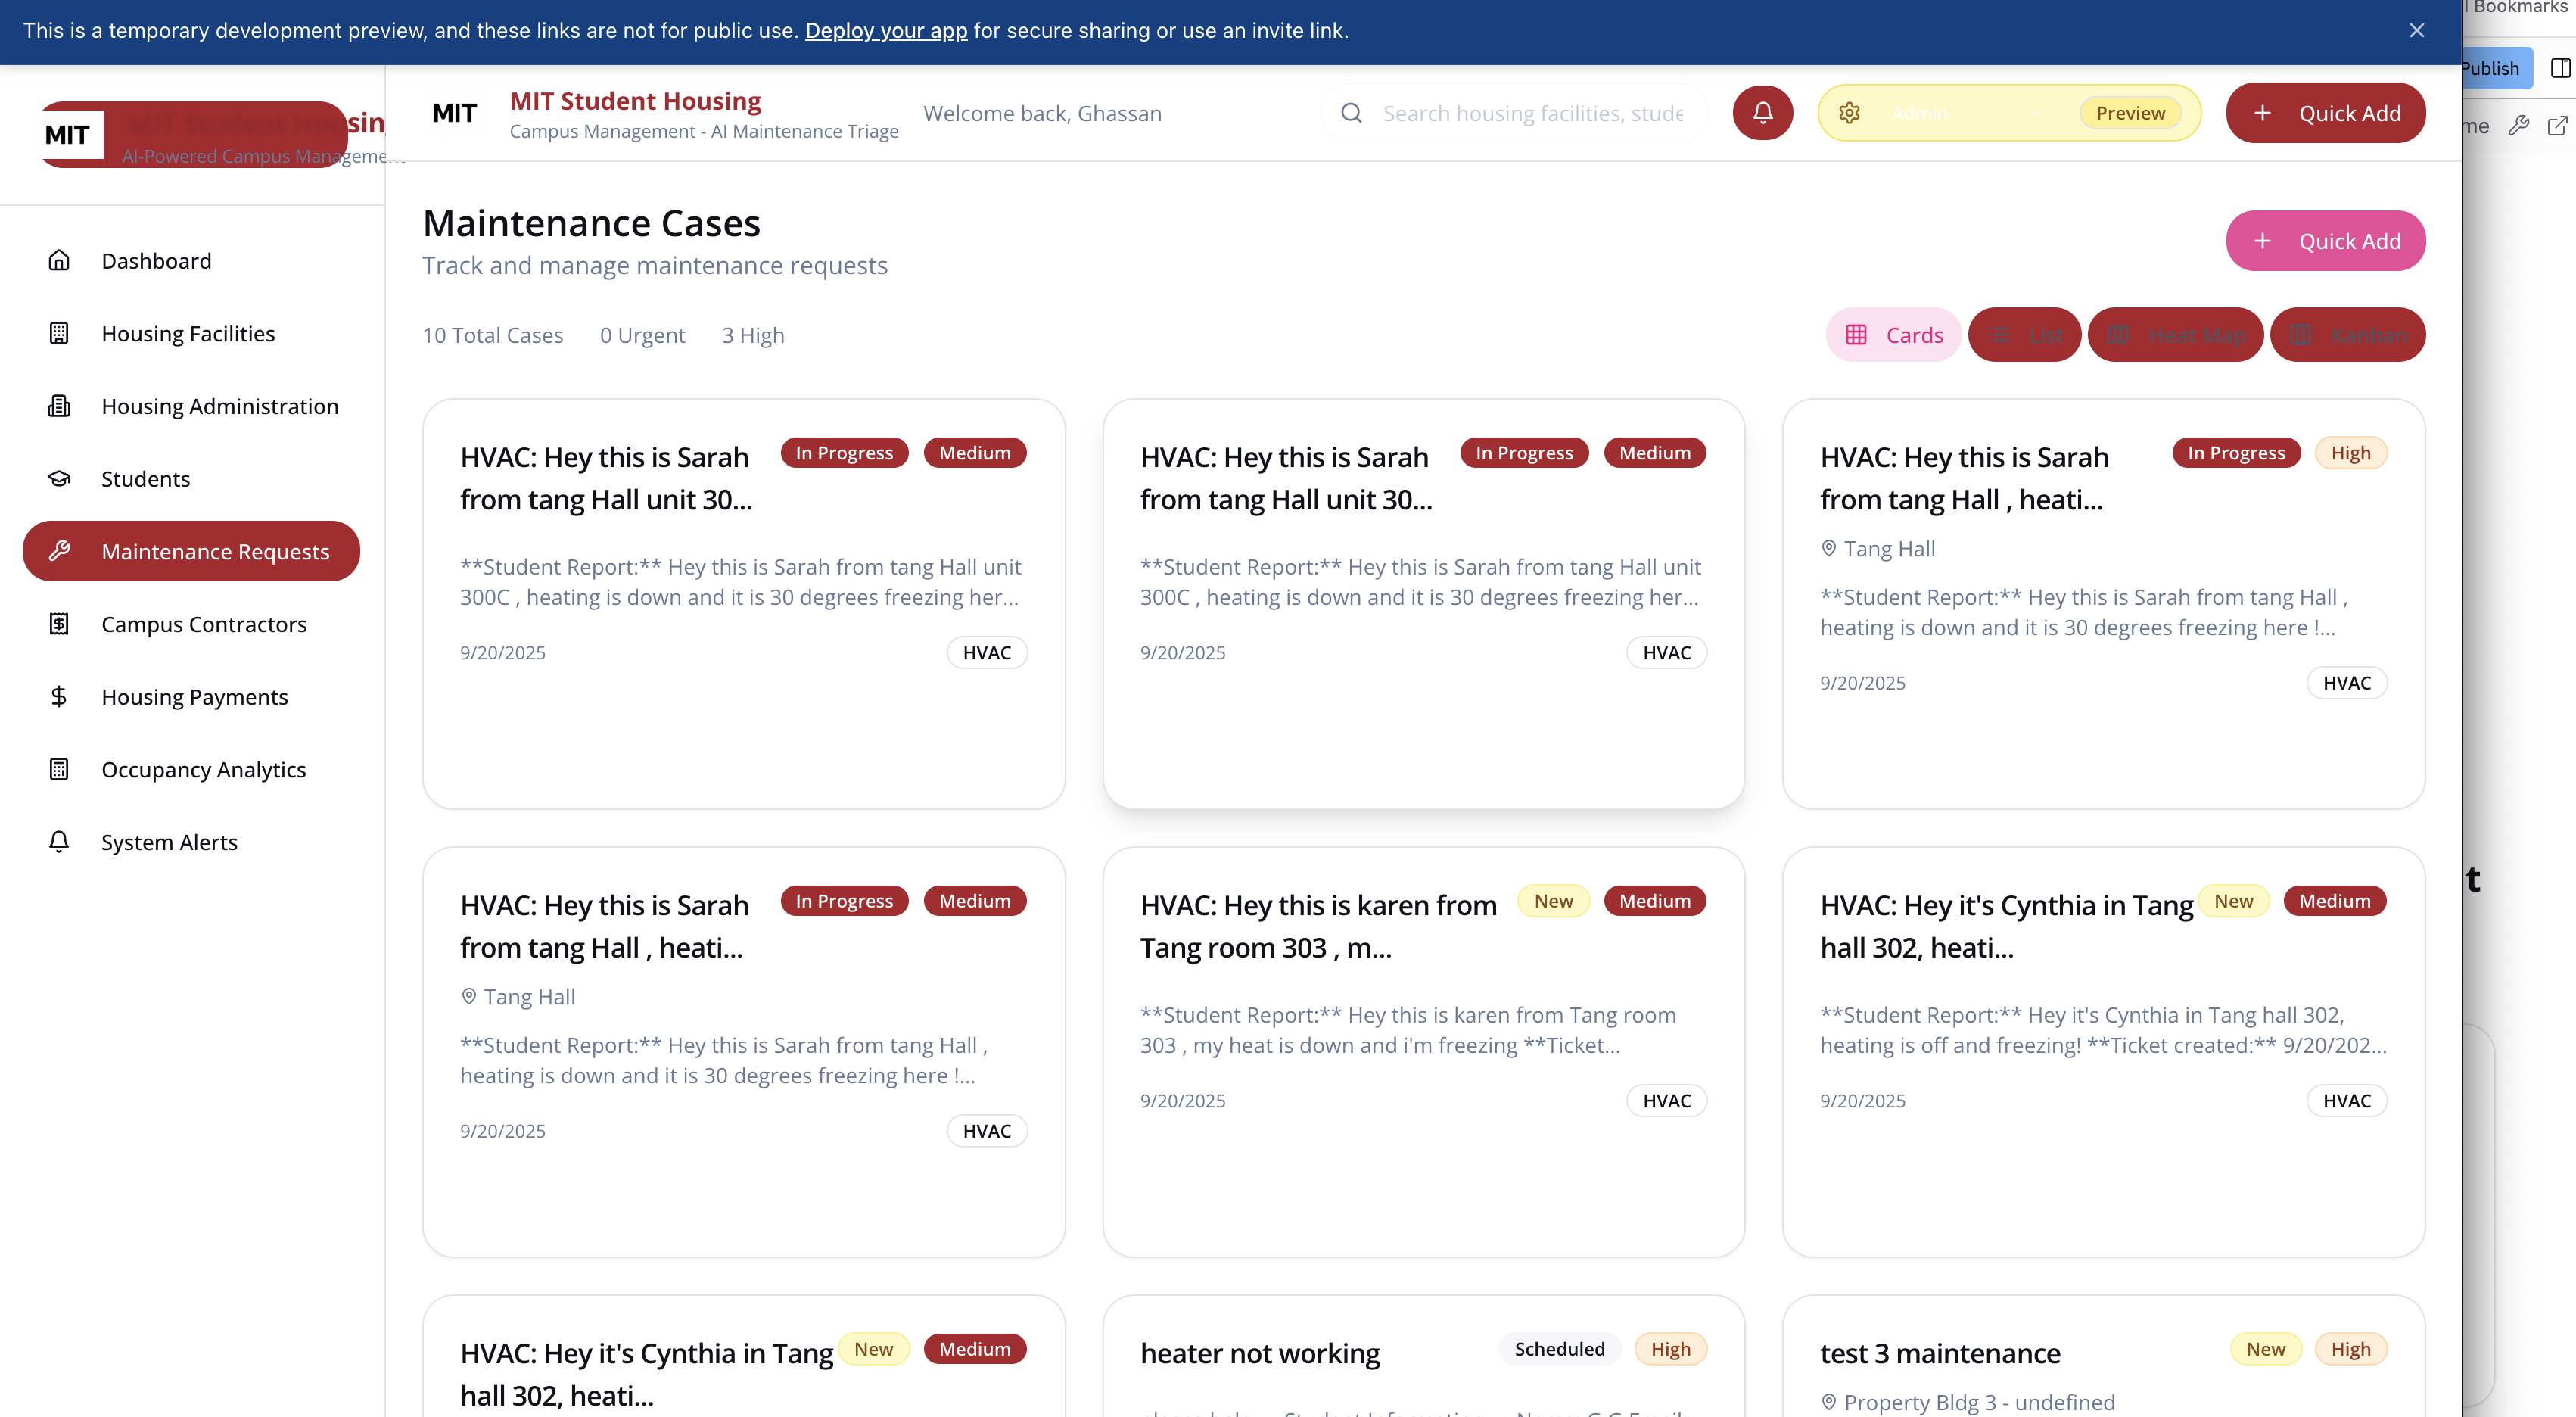 This is a temporary development preview, and these links are not for public use. Deploy your app for secure sharing or use an invite link.
Bookmarks
Publish
me
MIT
MIT Student Housin
AI-Powered Campus Management
MIT
MIT Student Housing
Campus Management - AI Maintenance Triage
Welcome back, Ghassan
Search housing facilities, stude
Admin
Preview
Quick Add
Dashboard
Housing Facilities
Housing Administration
Students
Maintenance Requests
Campus Contractors
Housing Payments
Occupancy Analytics
System Alerts
Maintenance Cases
Track and manage maintenance requests
Quick Add
10 Total Cases 0 Urgent 3 High
Cards List Heat Map Kanban
HVAC: Hey this is Sarah
from tang Hall unit 30...
In Progress Medium
**Student Report:** Hey this is Sarah from tang Hall unit
300C , heating is down and it is 30 degrees freezing her...
9/20/2025 HVAC
HVAC: Hey this is Sarah
from tang Hall unit 30...
In Progress Medium
**Student Report:** Hey this is Sarah from tang Hall unit
300C , heating is down and it is 30 degrees freezing her...
9/20/2025 HVAC
HVAC: Hey this is Sarah
from tang Hall , heati...
In Progress High
Tang Hall
**Student Report:** Hey this is Sarah from tang Hall ,
heating is down and it is 30 degrees freezing here !...
9/20/2025 HVAC
HVAC: Hey this is Sarah
from tang Hall , heati...
In Progress Medium
Tang Hall
**Student Report:** Hey this is Sarah from tang Hall ,
heating is down and it is 30 degrees freezing here !...
9/20/2025 HVAC
HVAC: Hey this is karen from
Tang room 303 , m...
New Medium
**Student Report:** Hey this is karen from Tang room
303 , my heat is down and i'm freezing **Ticket...
9/20/2025 HVAC
HVAC: Hey it's Cynthia in Tang
hall 302, heati...
New Medium
**Student Report:** Hey it's Cynthia in Tang hall 302,
heating is off and freezing! **Ticket created:** 9/20/202...
9/20/2025 HVAC
HVAC: Hey it's Cynthia in Tang
hall 302, heati...
New Medium
heater not working
Scheduled High
test 3 maintenance
New High
Property Bldg 3 - undefined
t